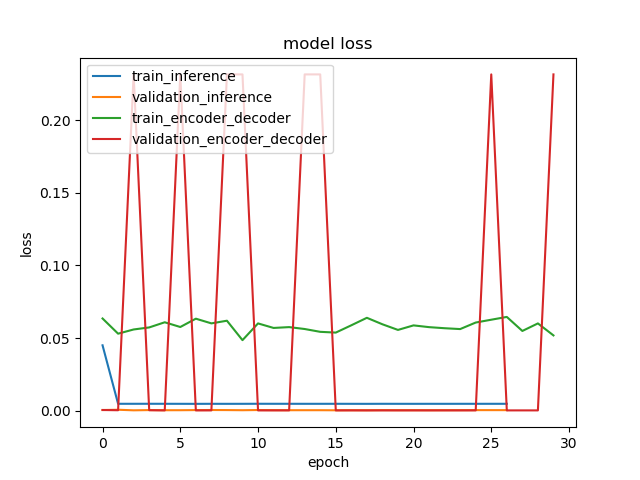 model loss
train_inference
validation_inference
train_encoder_decoder
validation_encoder_decoder
0.20
0.15
0.10
0.05
0.00
loss
0 5 10 15 20 25 30
epoch